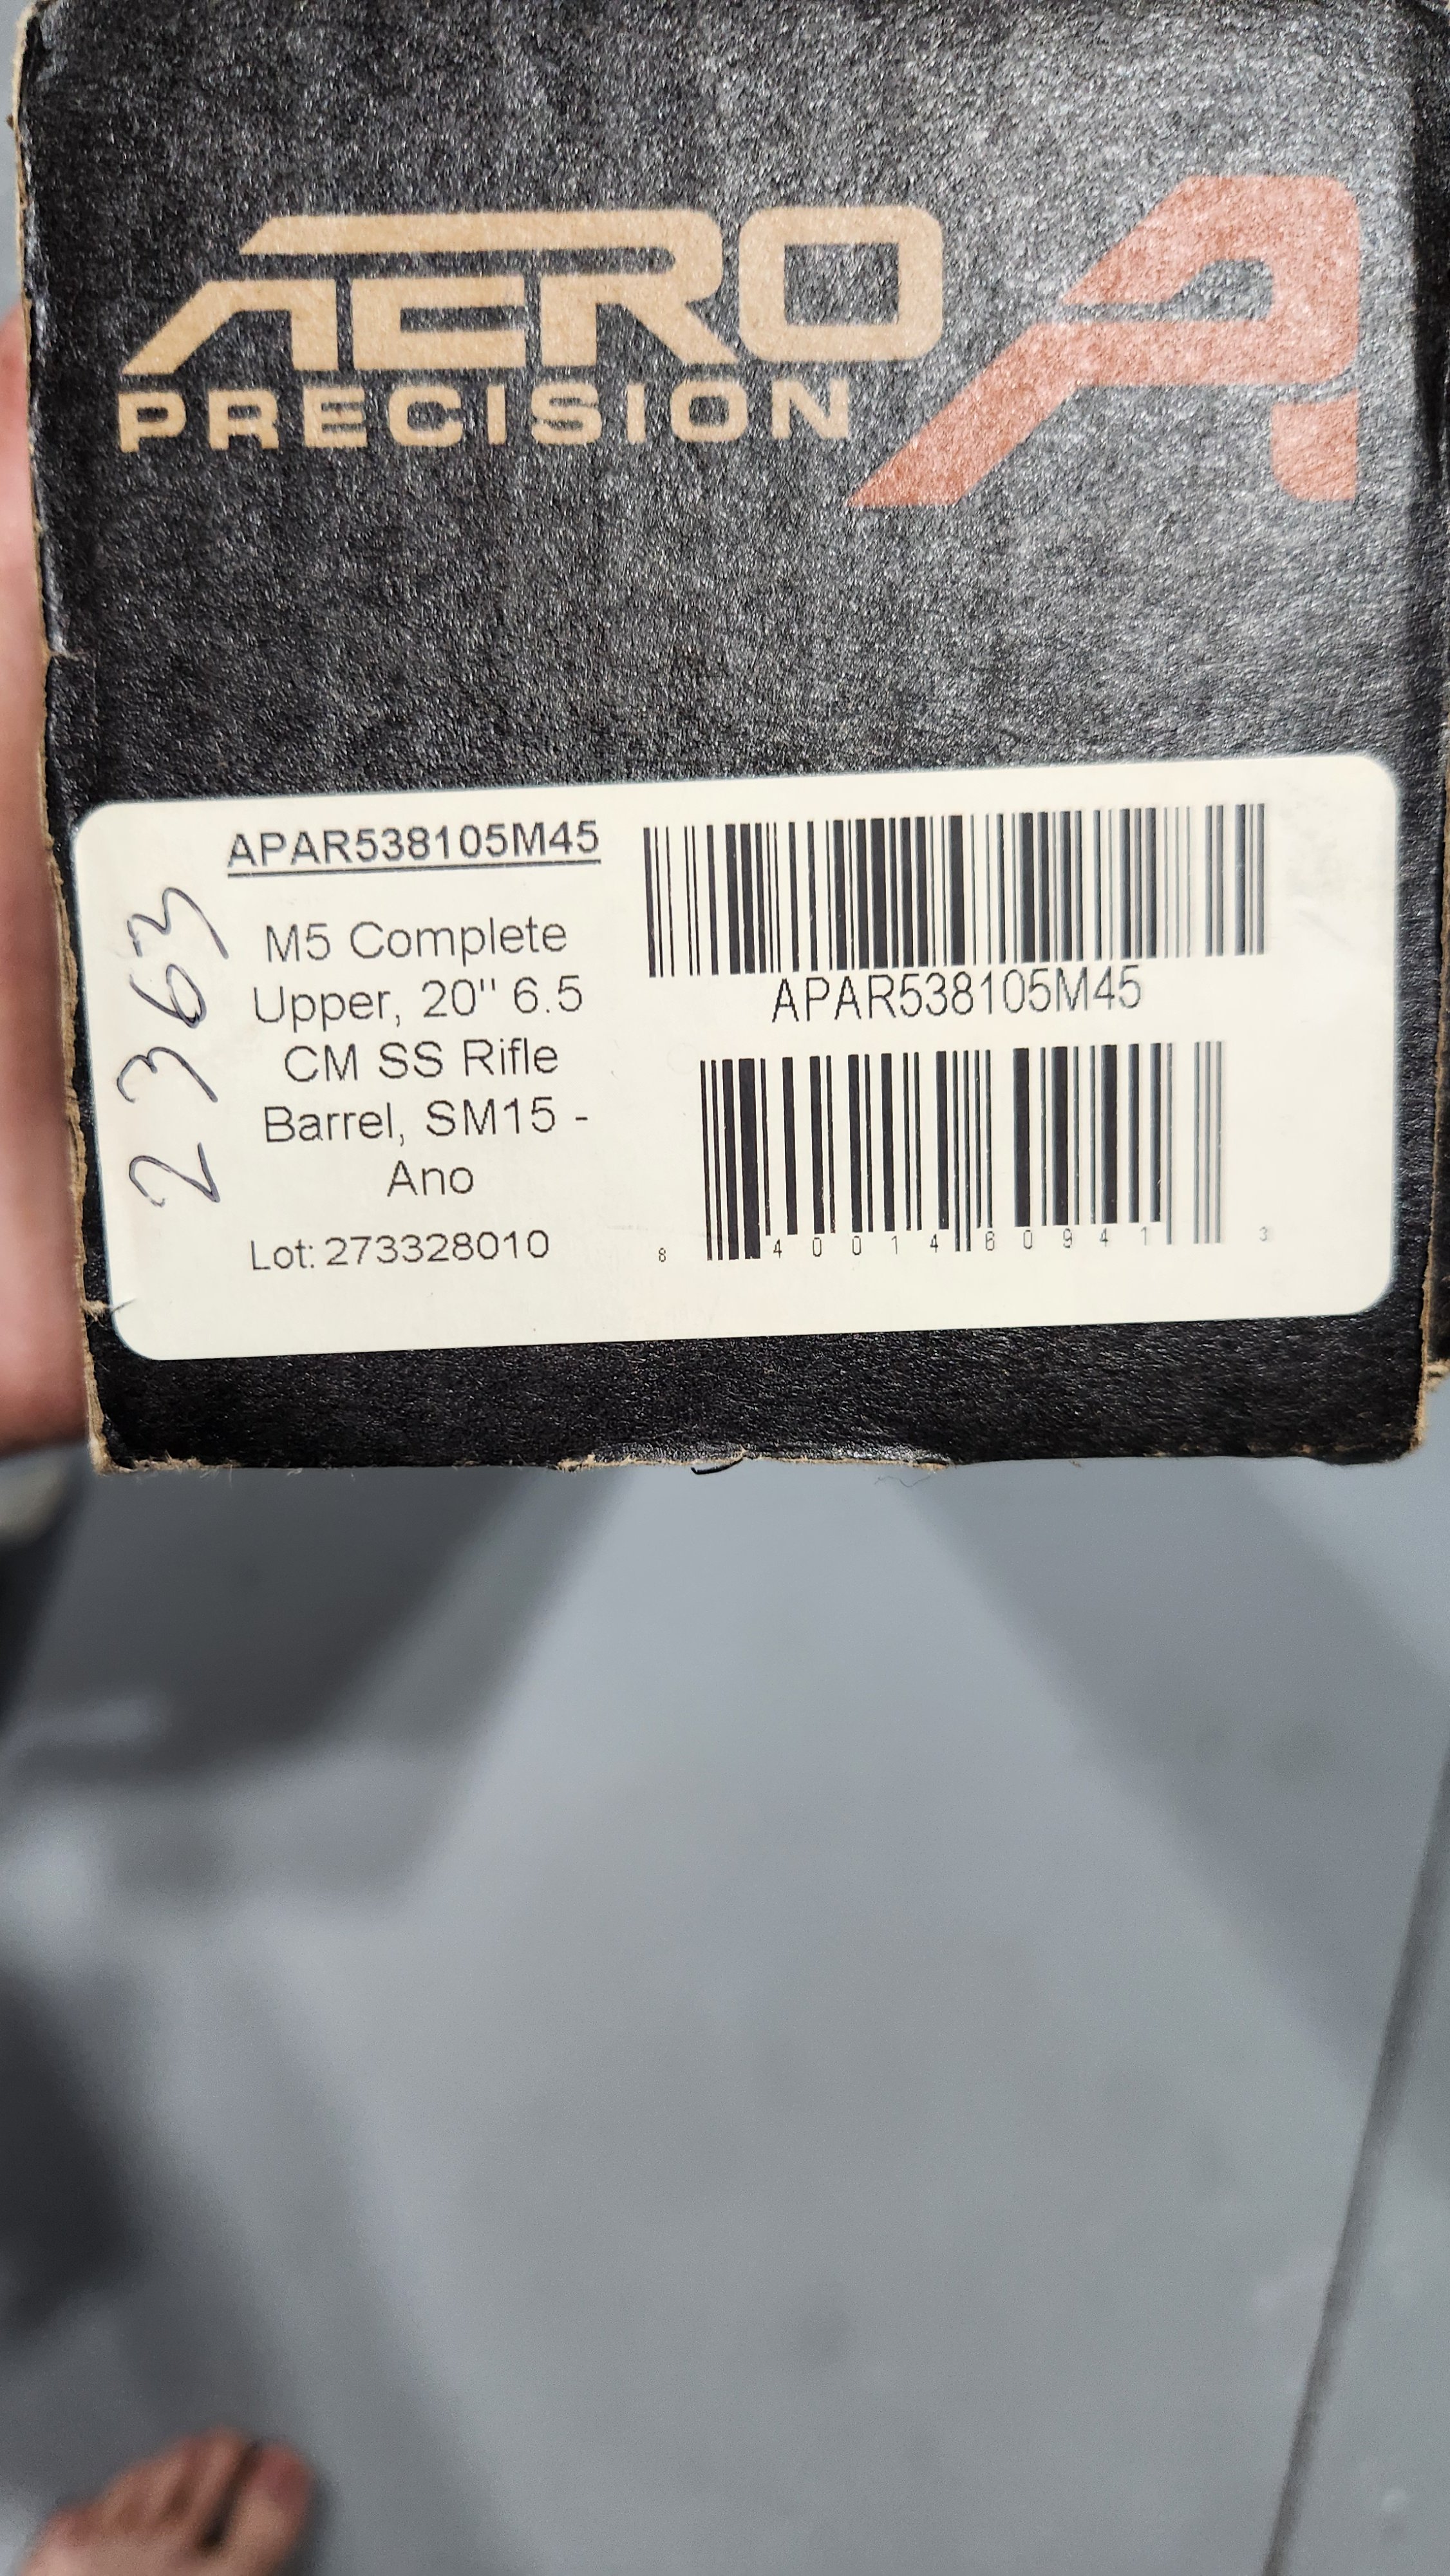 AERO
PRECISION
APAR538105M45
2363
M5 Complete
Upper, 20" 6.5
CM SS Rifle
Barrel, SM15 -
Ano
Lot: 273328010
APAR538105M45
8 40014 60941 3